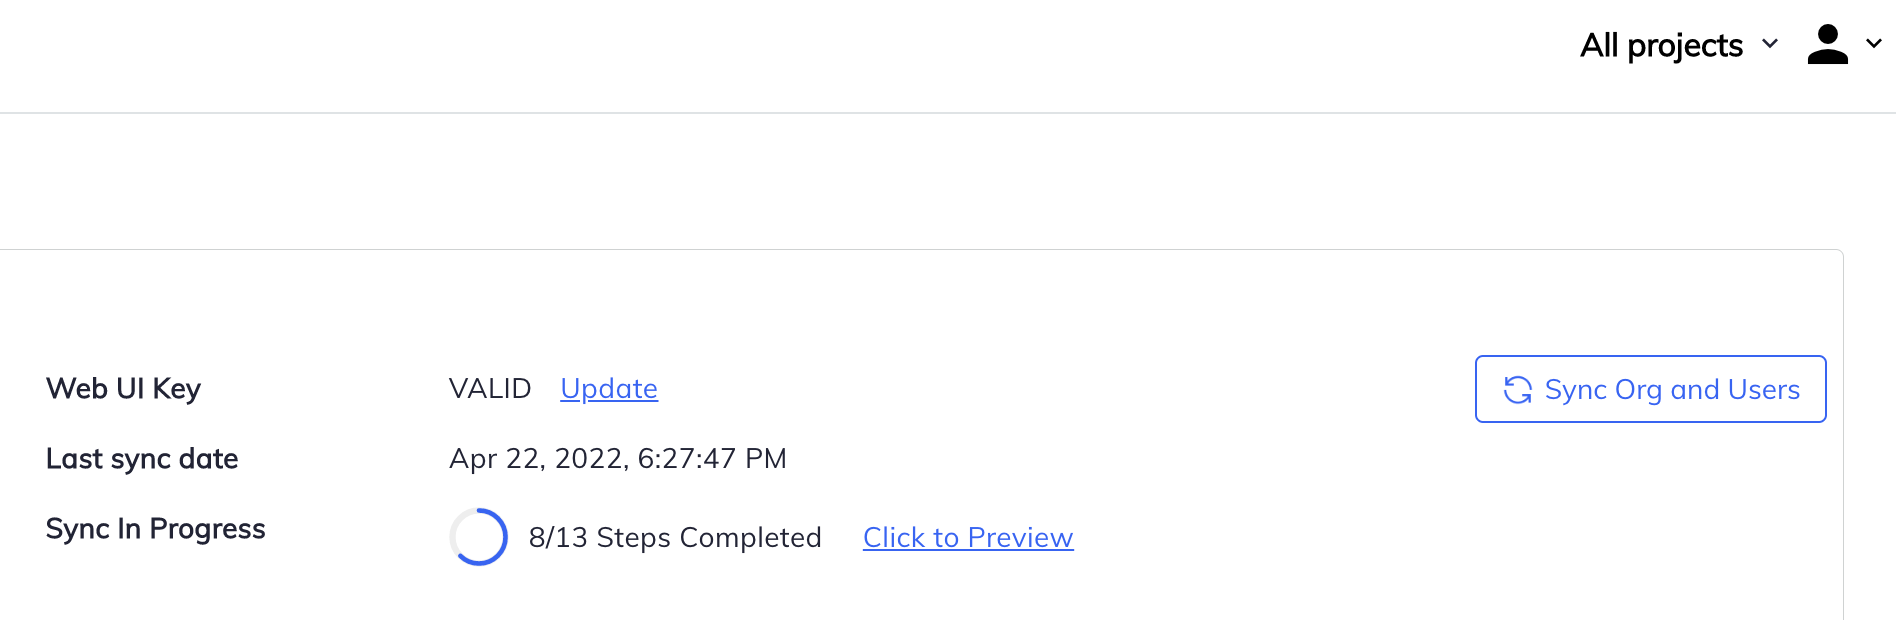 All projects
Web UI Key VALID Update Sync Org and Users
Last sync date Apr 22, 2022, 6:27:47 PM
Sync In Progress 8/13 Steps Completed Click to Preview